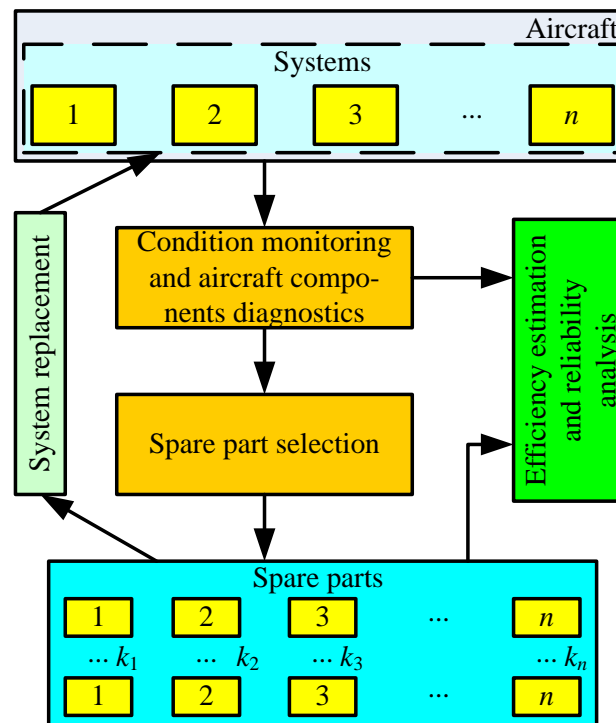 Aircraft
Systems
1 2 3 ... n
Condition monitoring
and aircraft compo-
nents diagnostics
System replacement
Efficiency estimation
and reliability
analysis
Spare part selection
Spare parts
1 2 3 ... n
... k1 ... k2 ... k3 ... kn
1 2 3 ... n